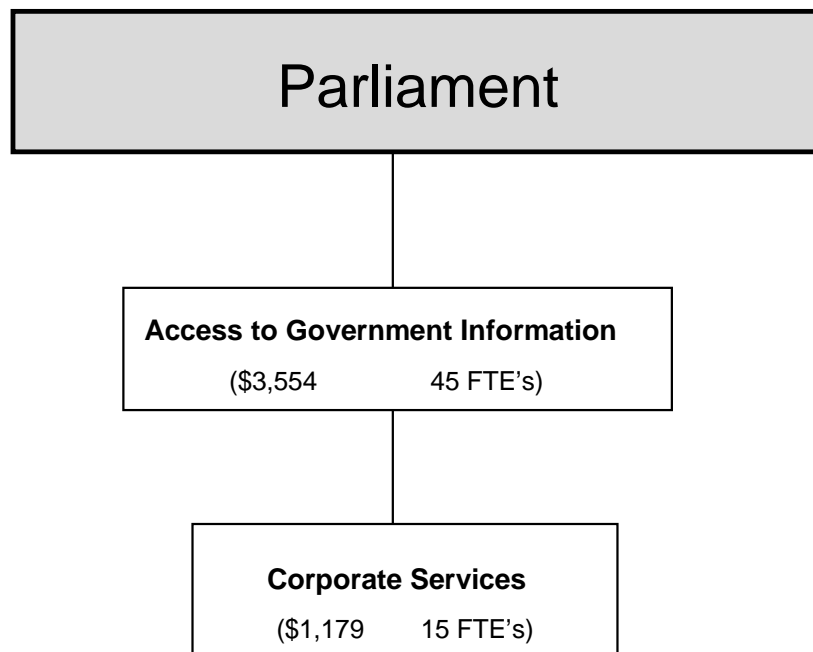 Parliament
Access to Government Information
($3,554 45 FTE’s)
Corporate Services
($1,179 15 FTE’s)